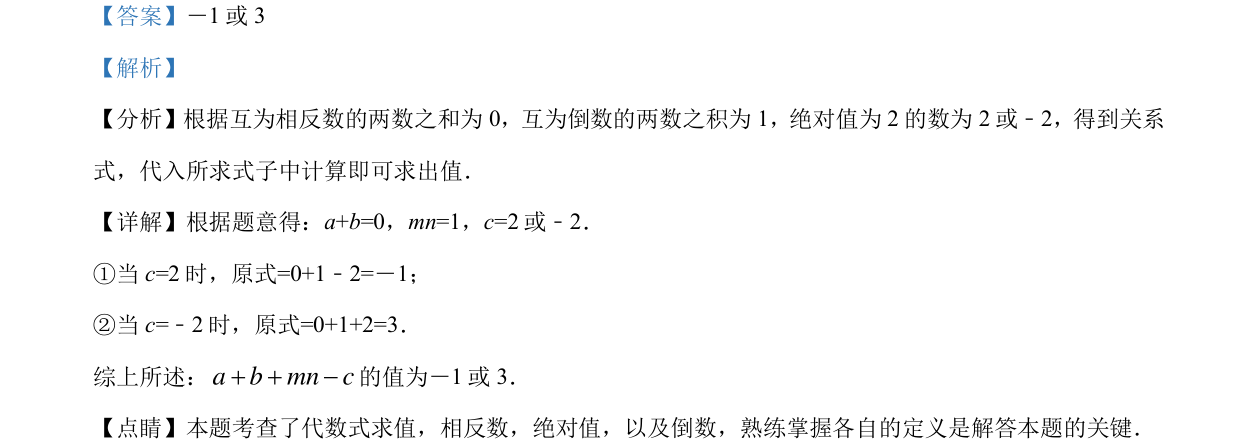 【答案】－1 或 3
【解析】
【分析】根据互为相反数的两数之和为 0，互为倒数的两数之积为 1，绝对值为 2 的数为 2 或﹣2，得到关系
式，代入所求式子中计算即可求出值．
【详解】根据题意得：a+b=0，mn=1，c=2 或﹣2．
①当 c=2 时，原式=0+1﹣2=－1；
②当 c=﹣2 时，原式=0+1+2=3．
综上所述：a+b+mn−c 的值为－1 或 3．
【点睛】本题考查了代数式求值，相反数，绝对值，以及倒数，熟练掌握各自的定义是解答本题的关键．